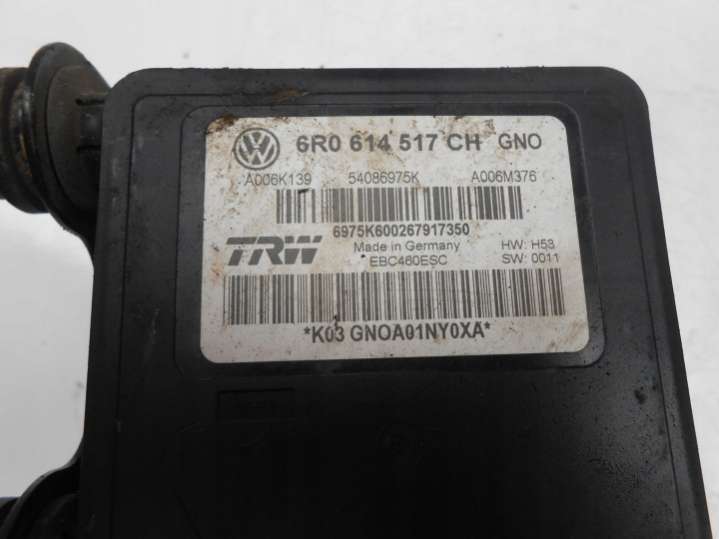 6R0 614 517 CH GNO
A006K139 54086975K A006M376
6975K600267917350
TRW Made in Germany HW: H53
EBC460ESC SW: 0011
*K03 GNOA01NY0XA*